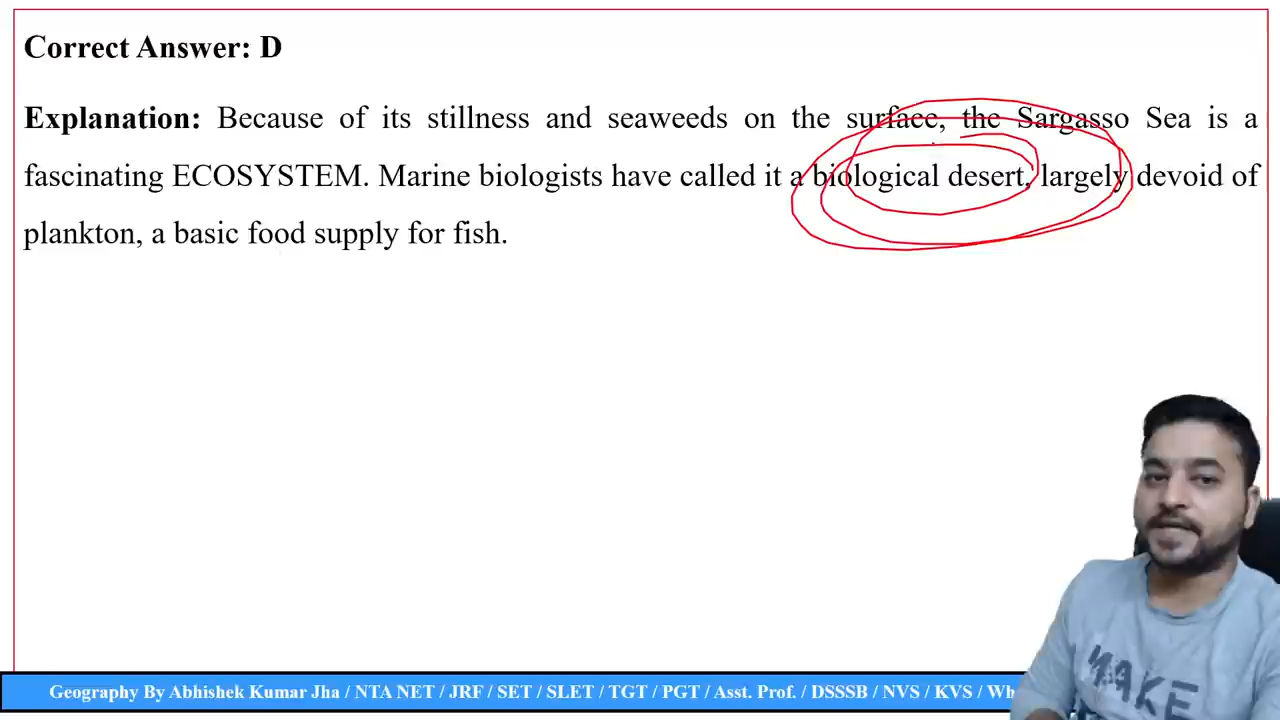 Correct Answer: D
Explanation: Because of its stillness and seaweeds on the surface, the Sargasso Sea is a
fascinating ECOSYSTEM. Marine biologists have called it a biological desert, largely devoid of
plankton, a basic food supply for fish.
MAKE
Geography By Abhishek Kumar Jha / NTA NET / JRF / SET / SLET / TGT / PGT / Asst. Prof. / DSSSB / NVS / KVS /